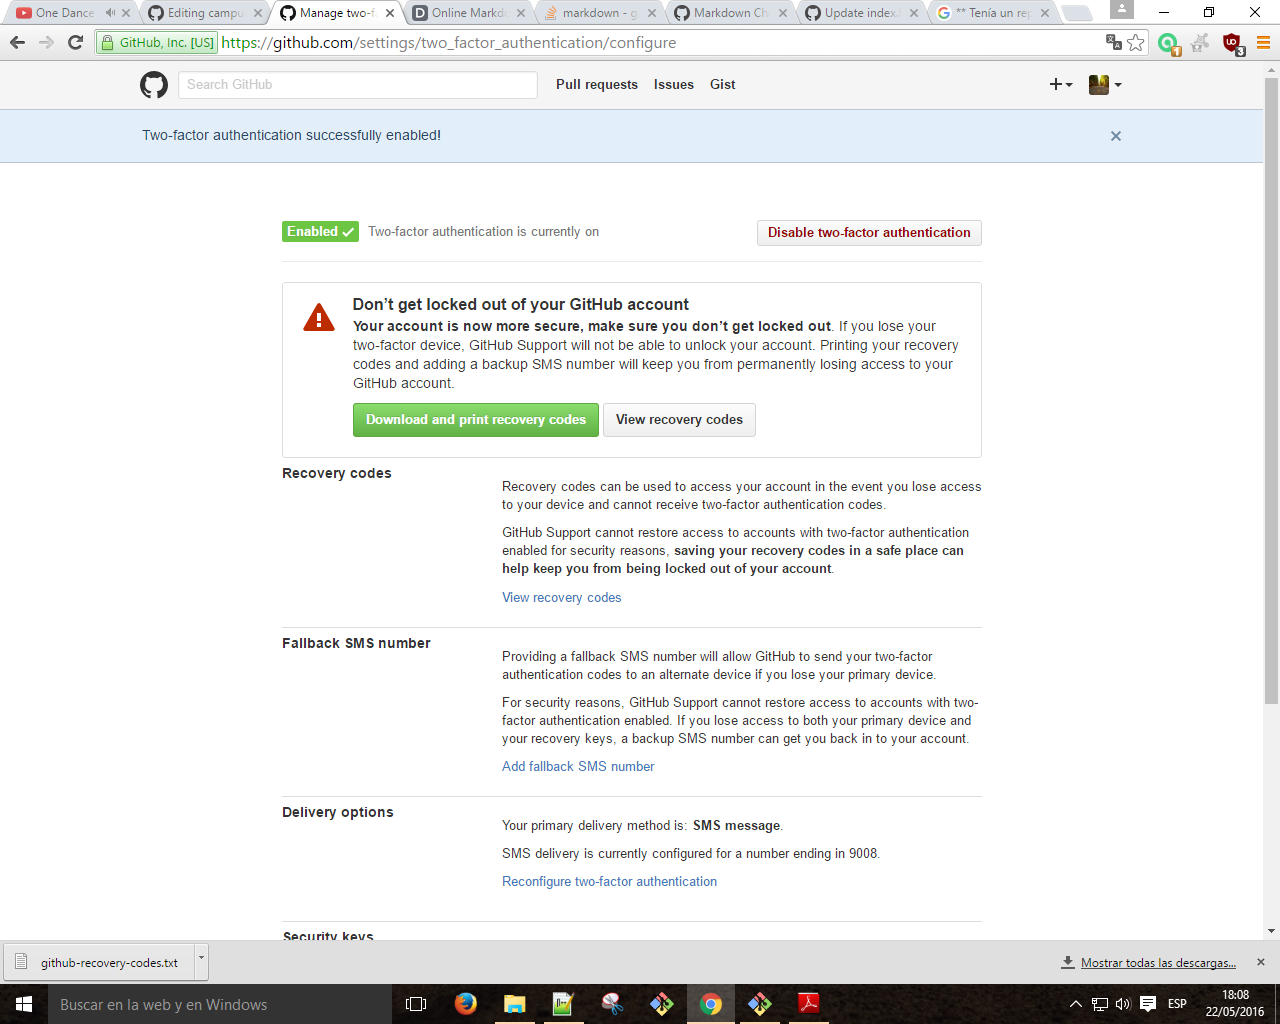 One Dance
Editing campu
Manage two-f
Online Markd
markdown - g
Markdown Ch
Update index.
** Tenía un rep
GitHub, Inc. [US]
https://github.com/settings/two_factor_authentication/configure
1
3
Search GitHub
Pull requests
Issues
Gist
Two-factor authentication successfully enabled!
Enabled
Two-factor authentication is currently on
Disable two-factor authentication
Don’t get locked out of your GitHub account
Your account is now more secure, make sure you don’t get locked out. If you lose your
two-factor device, GitHub Support will not be able to unlock your account. Printing your recovery
codes and adding a backup SMS number will keep you from permanently losing access to your
GitHub account.
Download and print recovery codes
View recovery codes
Recovery codes
Recovery codes can be used to access your account in the event you lose access
to your device and cannot receive two-factor authentication codes.
GitHub Support cannot restore access to accounts with two-factor authentication
enabled for security reasons, saving your recovery codes in a safe place can
help keep you from being locked out of your account.
View recovery codes
Fallback SMS number
Providing a fallback SMS number will allow GitHub to send your two-factor
authentication codes to an alternate device if you lose your primary device.
For security reasons, GitHub Support cannot restore access to accounts with two-
factor authentication enabled. If you lose access to both your primary device and
your recovery keys, a backup SMS number can get you back in to your account.
Add fallback SMS number
Delivery options
Your primary delivery method is: SMS message.
SMS delivery is currently configured for a number ending in 9008.
Reconfigure two-factor authentication
Security keys
github-recovery-codes.txt
Mostrar todas las descargas...
Buscar en la web y en Windows
ESP
18:08
22/05/2016